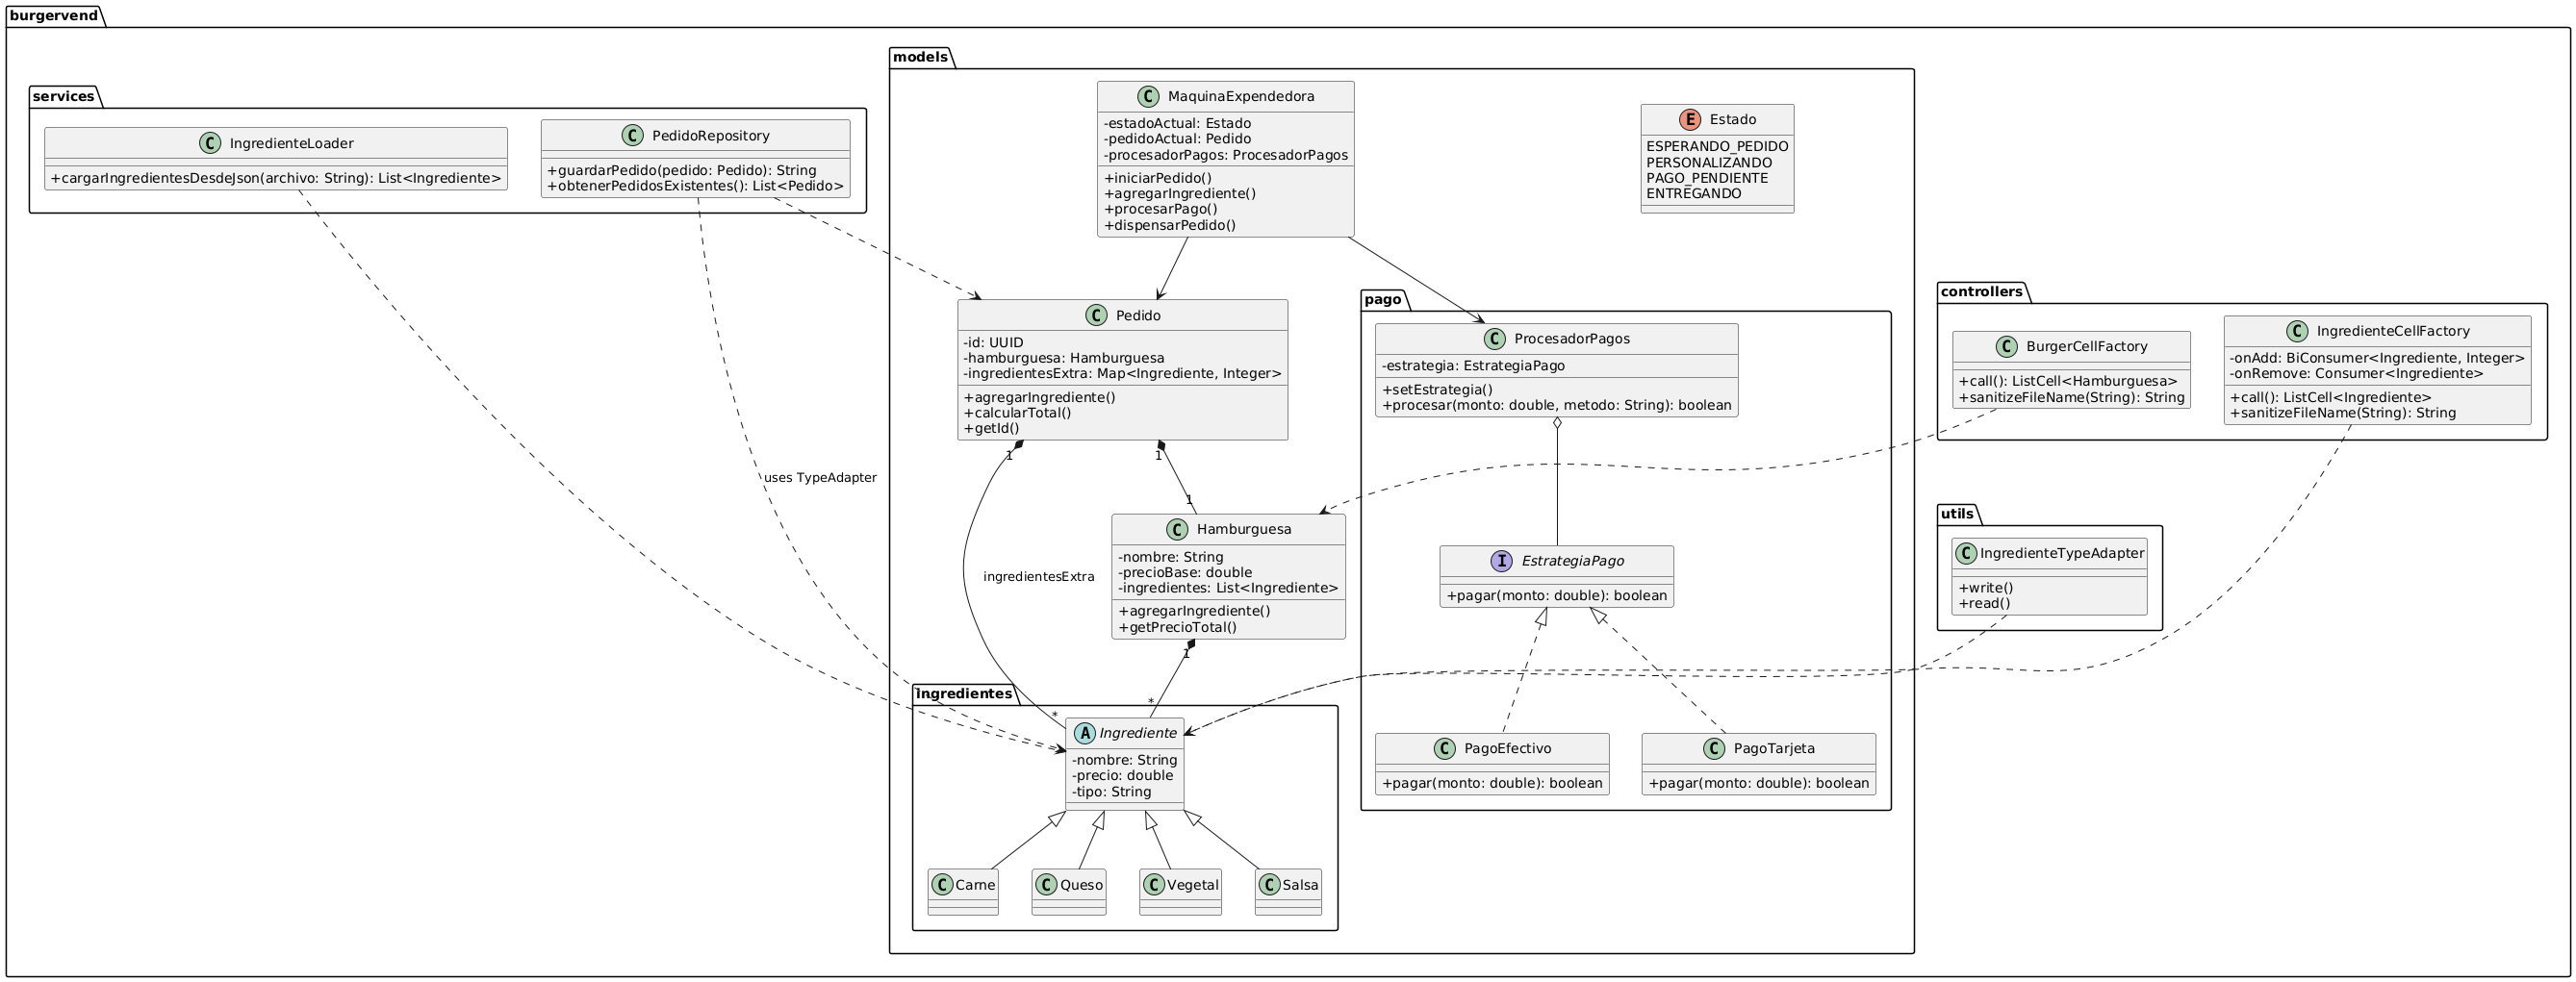 burgervend
services
IngredienteLoader
+cargarIngredientesDesdeJson(archivo: String): List<Ingrediente>
PedidoRepository
+guardarPedido(pedido: Pedido): String
+obtenerPedidosExistentes(): List<Pedido>
models
MaquinaExpendedora
-estadoActual: Estado
-pedidoActual: Pedido
-procesadorPagos: ProcesadorPagos
+iniciarPedido()
+agregarIngrediente()
+procesarPago()
+dispensarPedido()
Estado
ESPERANDO_PEDIDO
PERSONALIZANDO
PAGO_PENDIENTE
ENTREGANDO
Pedido
-id: UUID
-hamburguesa: Hamburguesa
-ingredientesExtra: Map<Ingrediente, Integer>
+agregarIngrediente()
+calcularTotal()
+getId()
pago
ProcesadorPagos
-estrategia: EstrategiaPago
+setEstrategia()
+procesar(monto: double, metodo: String): boolean
controllers
BurgerCellFactory
+call(): ListCell<Hamburguesa>
+sanitizeFileName(String): String
IngredienteCellFactory
-onAdd: BiConsumer<Ingrediente, Integer>
-onRemove: Consumer<Ingrediente>
+call(): ListCell<Ingrediente>
+sanitizeFileName(String): String
1
1
uses TypeAdapter
1
Hamburguesa
-nombre: String
-precioBase: double
-ingredientes: List<Ingrediente>
+agregarIngrediente()
+getPrecioTotal()
ingredientesExtra
EstrategiaPago
+pagar(monto: double): boolean
utils
IngredienteTypeAdapter
+write()
+read()
1
*
*
ingredientes
Ingrediente
-nombre: String
-precio: double
-tipo: String
PagoEfectivo
+pagar(monto: double): boolean
PagoTarjeta
+pagar(monto: double): boolean
Carne
Queso
Vegetal
Salsa